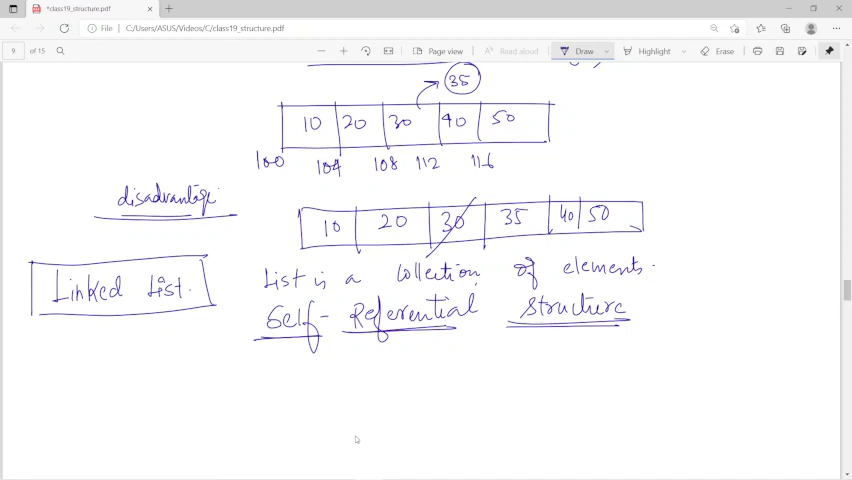 *class19_structure.pdf
File | C:/Users/ASUS/Videos/C/class19_structure.pdf
9 of 15 Page view Read aloud Draw Highlight Erase
35
10 20 30 40 50
100 104 108 112 116
disadvantage
10 20 30 35 40 50
Linked List. List is a collection of elements.
Self-Referential Structure